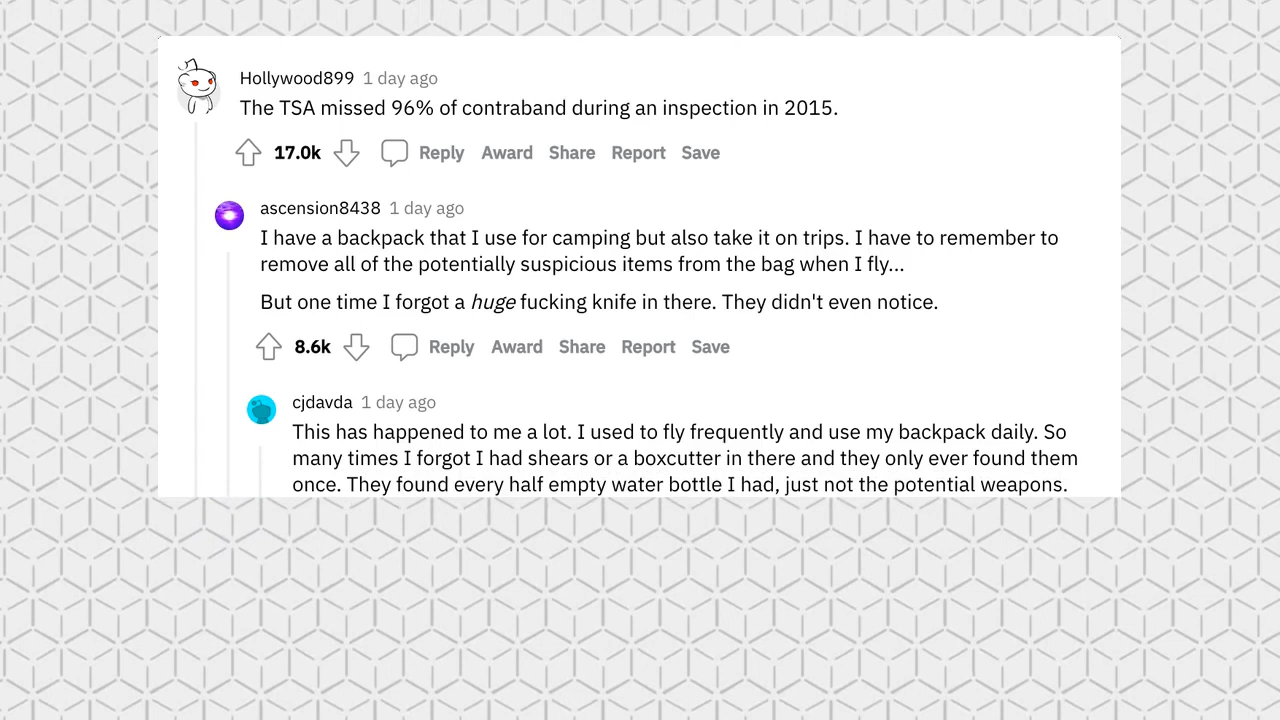 Hollywood899 1 day ago
The TSA missed 96% of contraband during an inspection in 2015.
17.0k Reply Award Share Report Save
ascension8438 1 day ago
I have a backpack that I use for camping but also take it on trips. I have to remember to
remove all of the potentially suspicious items from the bag when I fly...
But one time I forgot a huge fucking knife in there. They didn't even notice.
8.6k Reply Award Share Report Save
cjdavda 1 day ago
This has happened to me a lot. I used to fly frequently and use my backpack daily. So
many times I forgot I had shears or a boxcutter in there and they only ever found them
once. They found every half empty water bottle I had, just not the potential weapons.